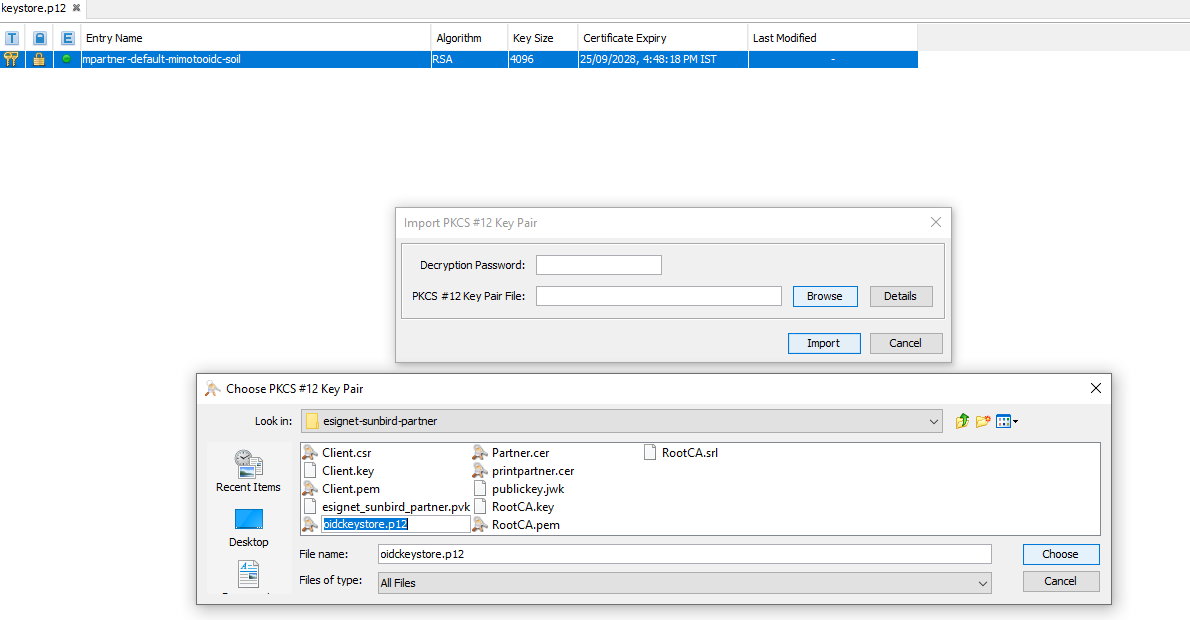 keystore.p12
T E Entry Name Algorithm Key Size Certificate Expiry Last Modified
mpartner-default-mimotooidc-soil RSA 4096 25/09/2028, 4:48:18 PM IST -
Import PKCS #12 Key Pair
Decryption Password:
PKCS #12 Key Pair File: Browse Details
Import Cancel
Choose PKCS #12 Key Pair
Look in: esignet-sunbird-partner
Recent Items
Desktop
Client.csr Partner.cer RootCA.srl
Client.key printpartner.cer
Client.pem publickey.jwk
esignet_sunbird_partner.pvk RootCA.key
oidckeystore.p12 RootCA.pem
File name: oidckeystore.p12 Choose
Files of type: All Files Cancel